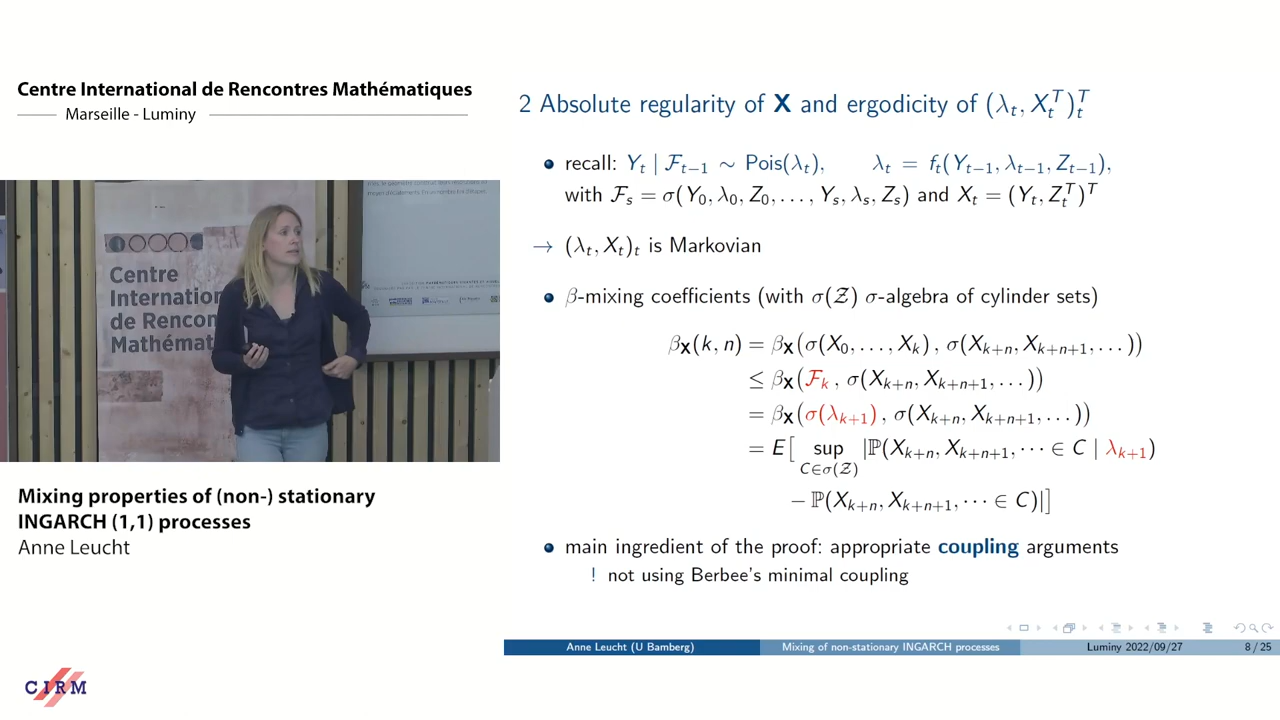 Centre International de Rencontres Mathématiques
Marseille - Luminy
Centre
Internation
de Rencon
Mathémat
Mixing properties of (non-) stationary
INGARCH (1,1) processes
Anne Leucht
CIRM
2 Absolute regularity of X and ergodicity of (λ_t, X_t^T)_t^T
recall: Y_t | F_{t−1} ∼ Pois(λ_t), λ_t = f_t(Y_{t−1}, λ_{t−1}, Z_{t−1}),
with F_s = σ(Y_0, λ_0, Z_0, . . . , Y_s, λ_s, Z_s) and X_t = (Y_t, Z_t^T)^T
→ (λ_t, X_t)_t is Markovian
β-mixing coefficients (with σ(Z) σ-algebra of cylinder sets)
β_X(k, n) = β_X(σ(X_0, . . . , X_k) , σ(X_{k+n}, X_{k+n+1}, . . . ))
≤ β_X(F_k , σ(X_{k+n}, X_{k+n+1}, . . . ))
= β_X(σ(λ_{k+1}) , σ(X_{k+n}, X_{k+n+1}, . . . ))
= E[ sup_{C∈σ(Z)} |ℙ(X_{k+n}, X_{k+n+1}, · · · ∈ C | λ_{k+1})
− ℙ(X_{k+n}, X_{k+n+1}, · · · ∈ C)|]
main ingredient of the proof: appropriate coupling arguments
! not using Berbee's minimal coupling
Anne Leucht (U Bamberg) Mixing of non-stationary INGARCH processes Luminy 2022/09/27 8 / 25